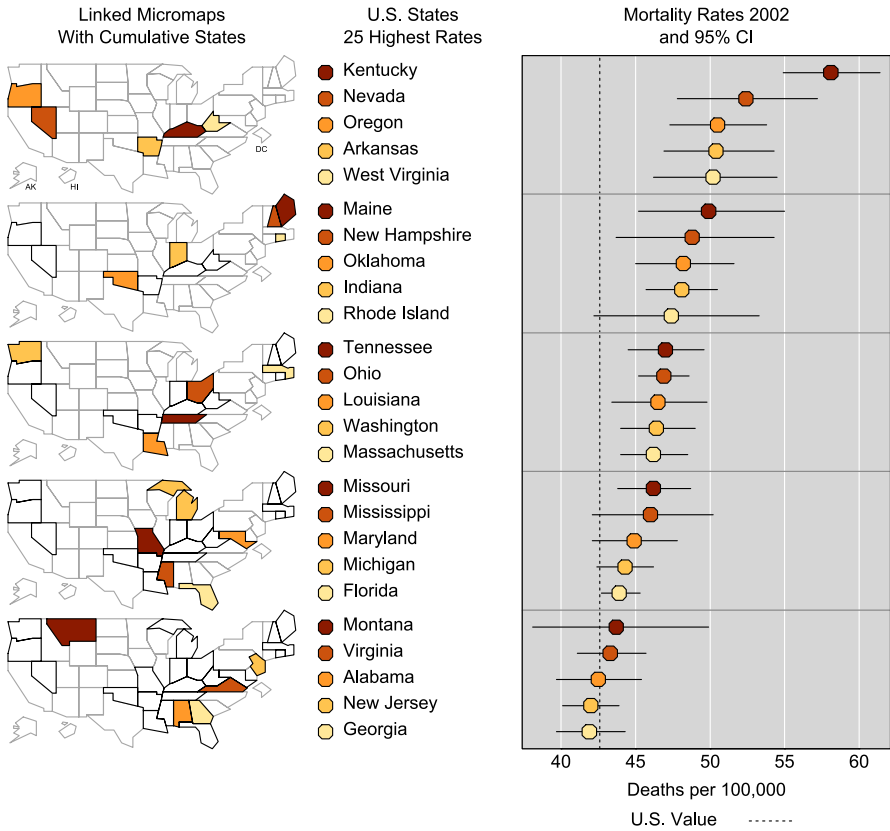 Linked Micromaps
With Cumulative States
U.S. States
25 Highest Rates
Mortality Rates 2002
and 95% CI
AK
HI
DC
Kentucky
Nevada
Oregon
Arkansas
West Virginia
Maine
New Hampshire
Oklahoma
Indiana
Rhode Island
Tennessee
Ohio
Louisiana
Washington
Massachusetts
Missouri
Mississippi
Maryland
Michigan
Florida
Montana
Virginia
Alabama
New Jersey
Georgia
40 45 50 55 60
Deaths per 100,000
U.S. Value